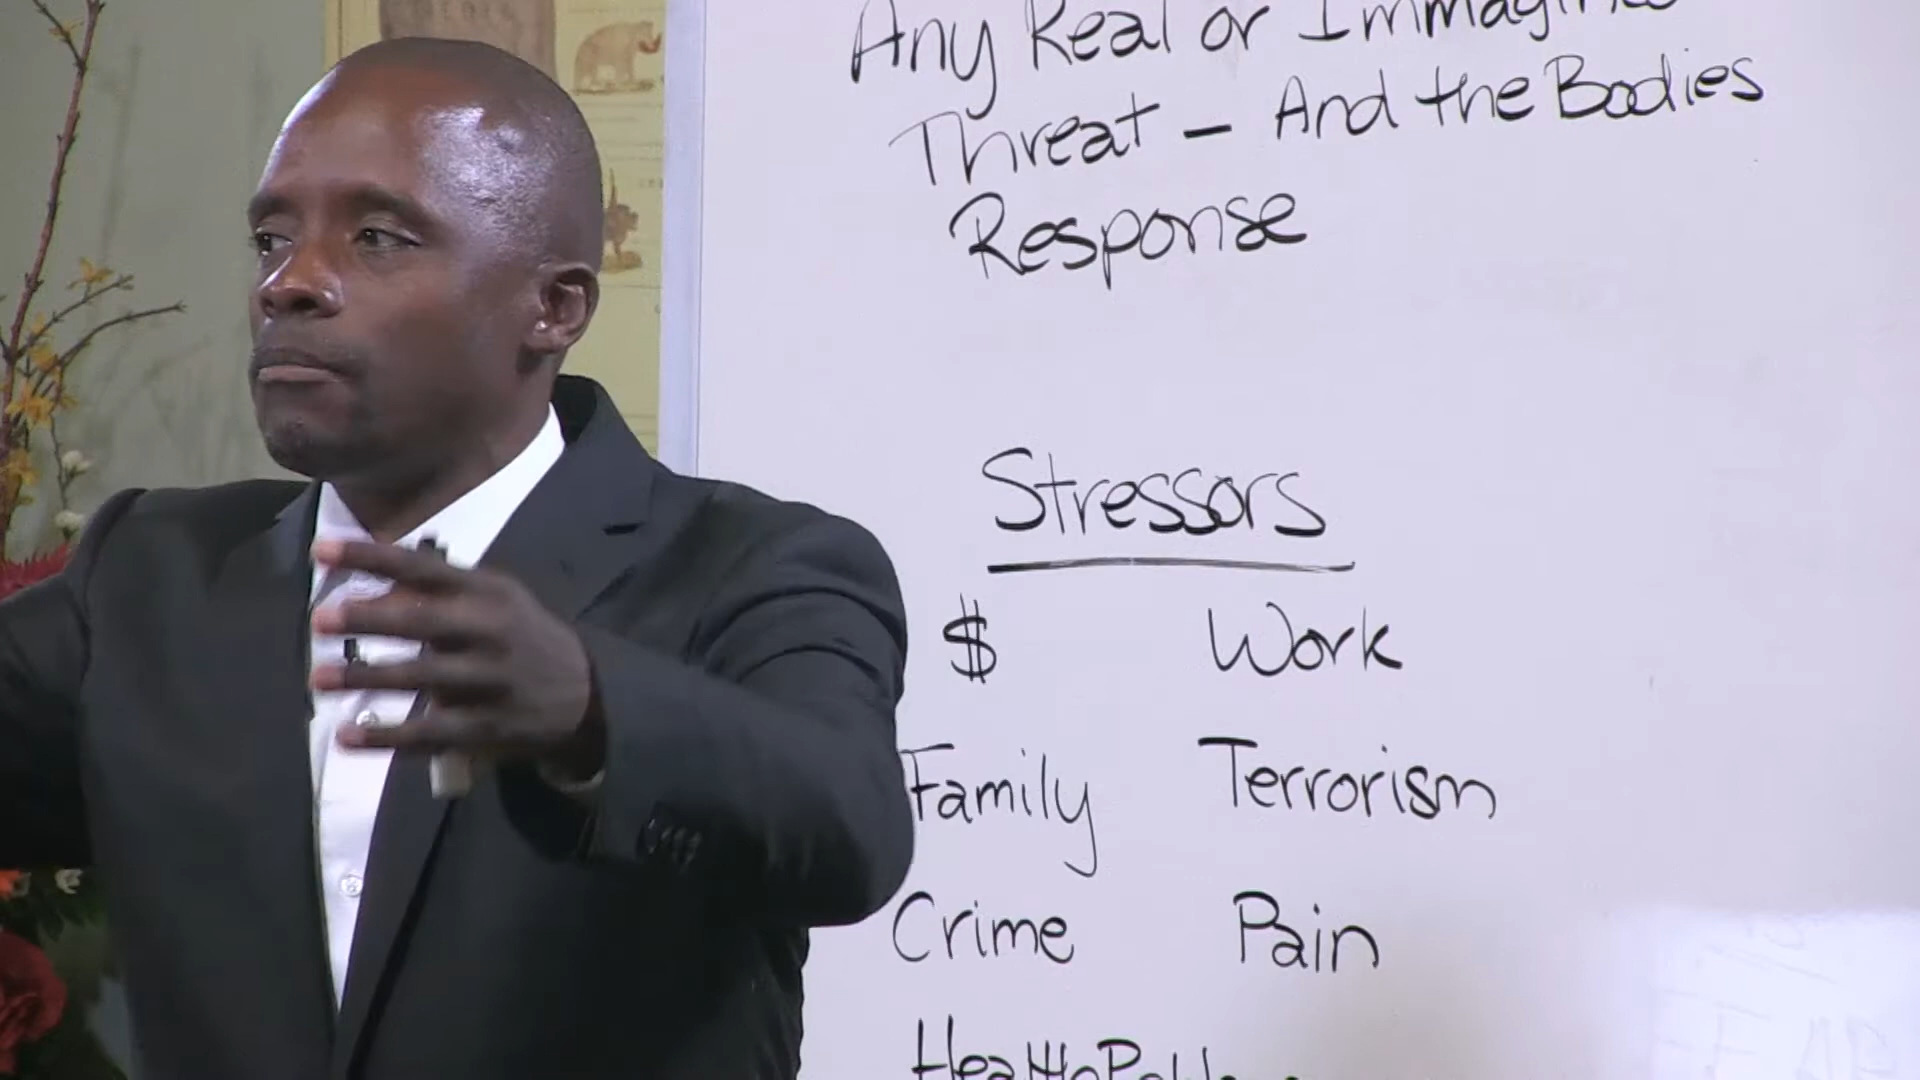 Any Real or
Threat - And the Bodies
Response
Stressors
$ Work
Family Terrorism
Crime Pain